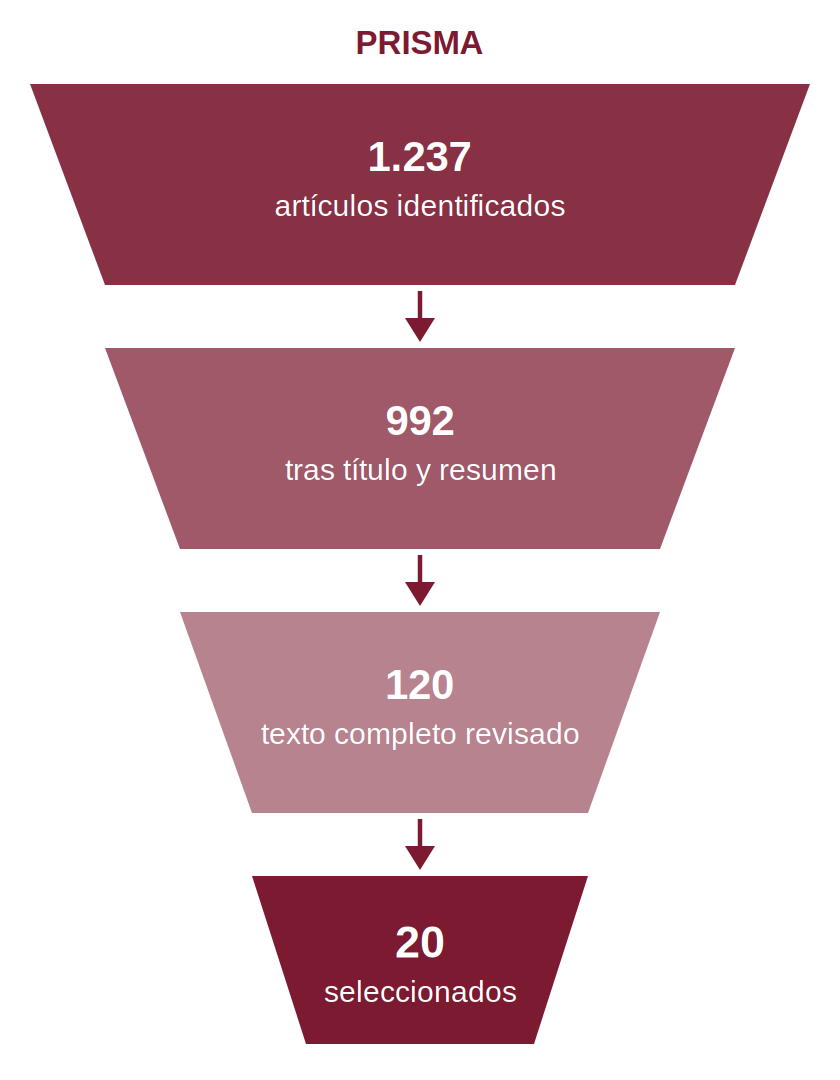 PRISMA
1.237
artículos identificados
992
tras título y resumen
120
texto completo revisado
20
seleccionados